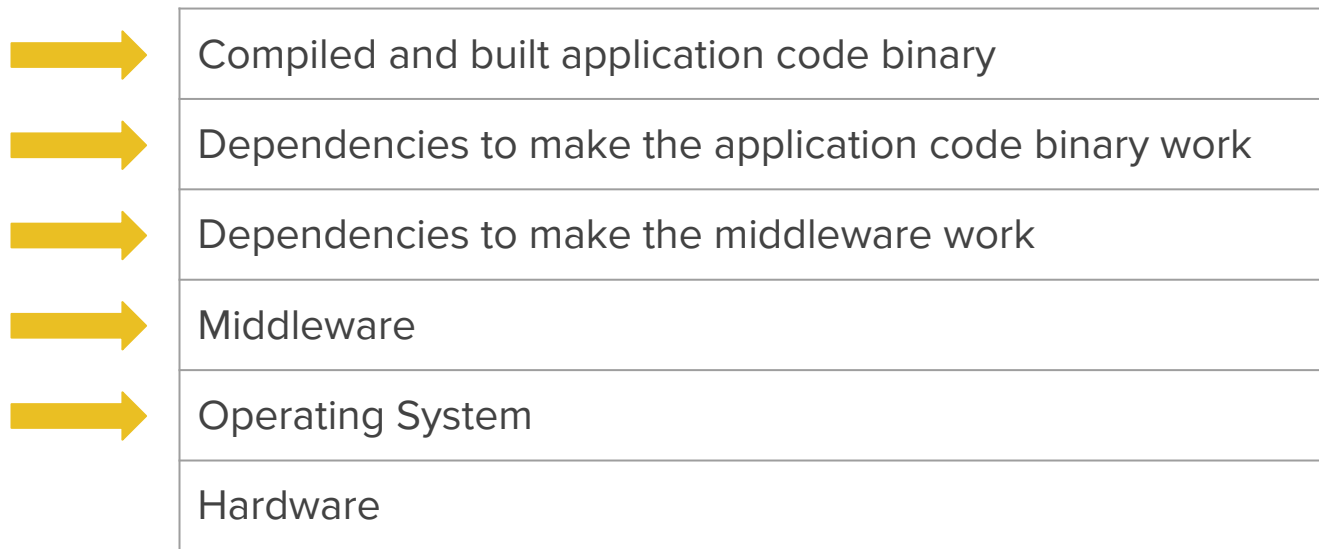 Compiled and built application code binary
Dependencies to make the application code binary work
Dependencies to make the middleware work
Middleware
Operating System
Hardware